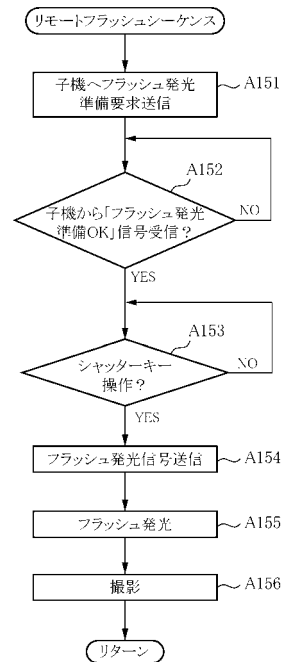 リモートフラッシュシーケンス
子機へフラッシュ発光
準備要求送信
A151
A152
子機から「フラッシュ発光
準備OK」信号受信?
NO
YES
A153
シャッターキー
操作?
NO
YES
フラッシュ発光信号送信
A154
フラッシュ発光
A155
撮影
A156
リターン